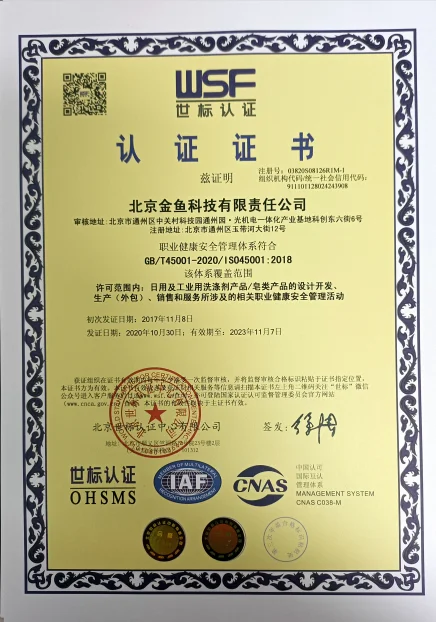 WSF
世标认证
认证证书
注册号: 03820S08126R1M-1
兹证明
组织机构代码/统一社会信用代码:
911101128024243908
北京金鱼科技有限责任公司
审核地址:北京市通州区中关村科技园通州园·光机电一体化产业基地科创东六街6号
注册地址:北京市通州区玉带河大街12号
职业健康安全管理体系符合
GB/T45001-2020/ISO45001:2018
该体系覆盖范围
许可范围内: 日用及工业用洗涤剂产品/皂类产品的设计开发、
生产(外包)、销售和服务所涉及的相关职业健康安全管理活动
初次发证日期: 2017年11月8日
发证日期: 2020年10月30日; 有效期至: 2023年11月7日
北京世标认证中心有限公司
签发:
世标认证
OHSMS
MEMBER OF MULTILATERAL
IAF
RECOGNITION ARRANGEMENT
CNAS
中国认可
国际互认
管理体系
MANAGEMENT SYSTEM
CNAS C038-M